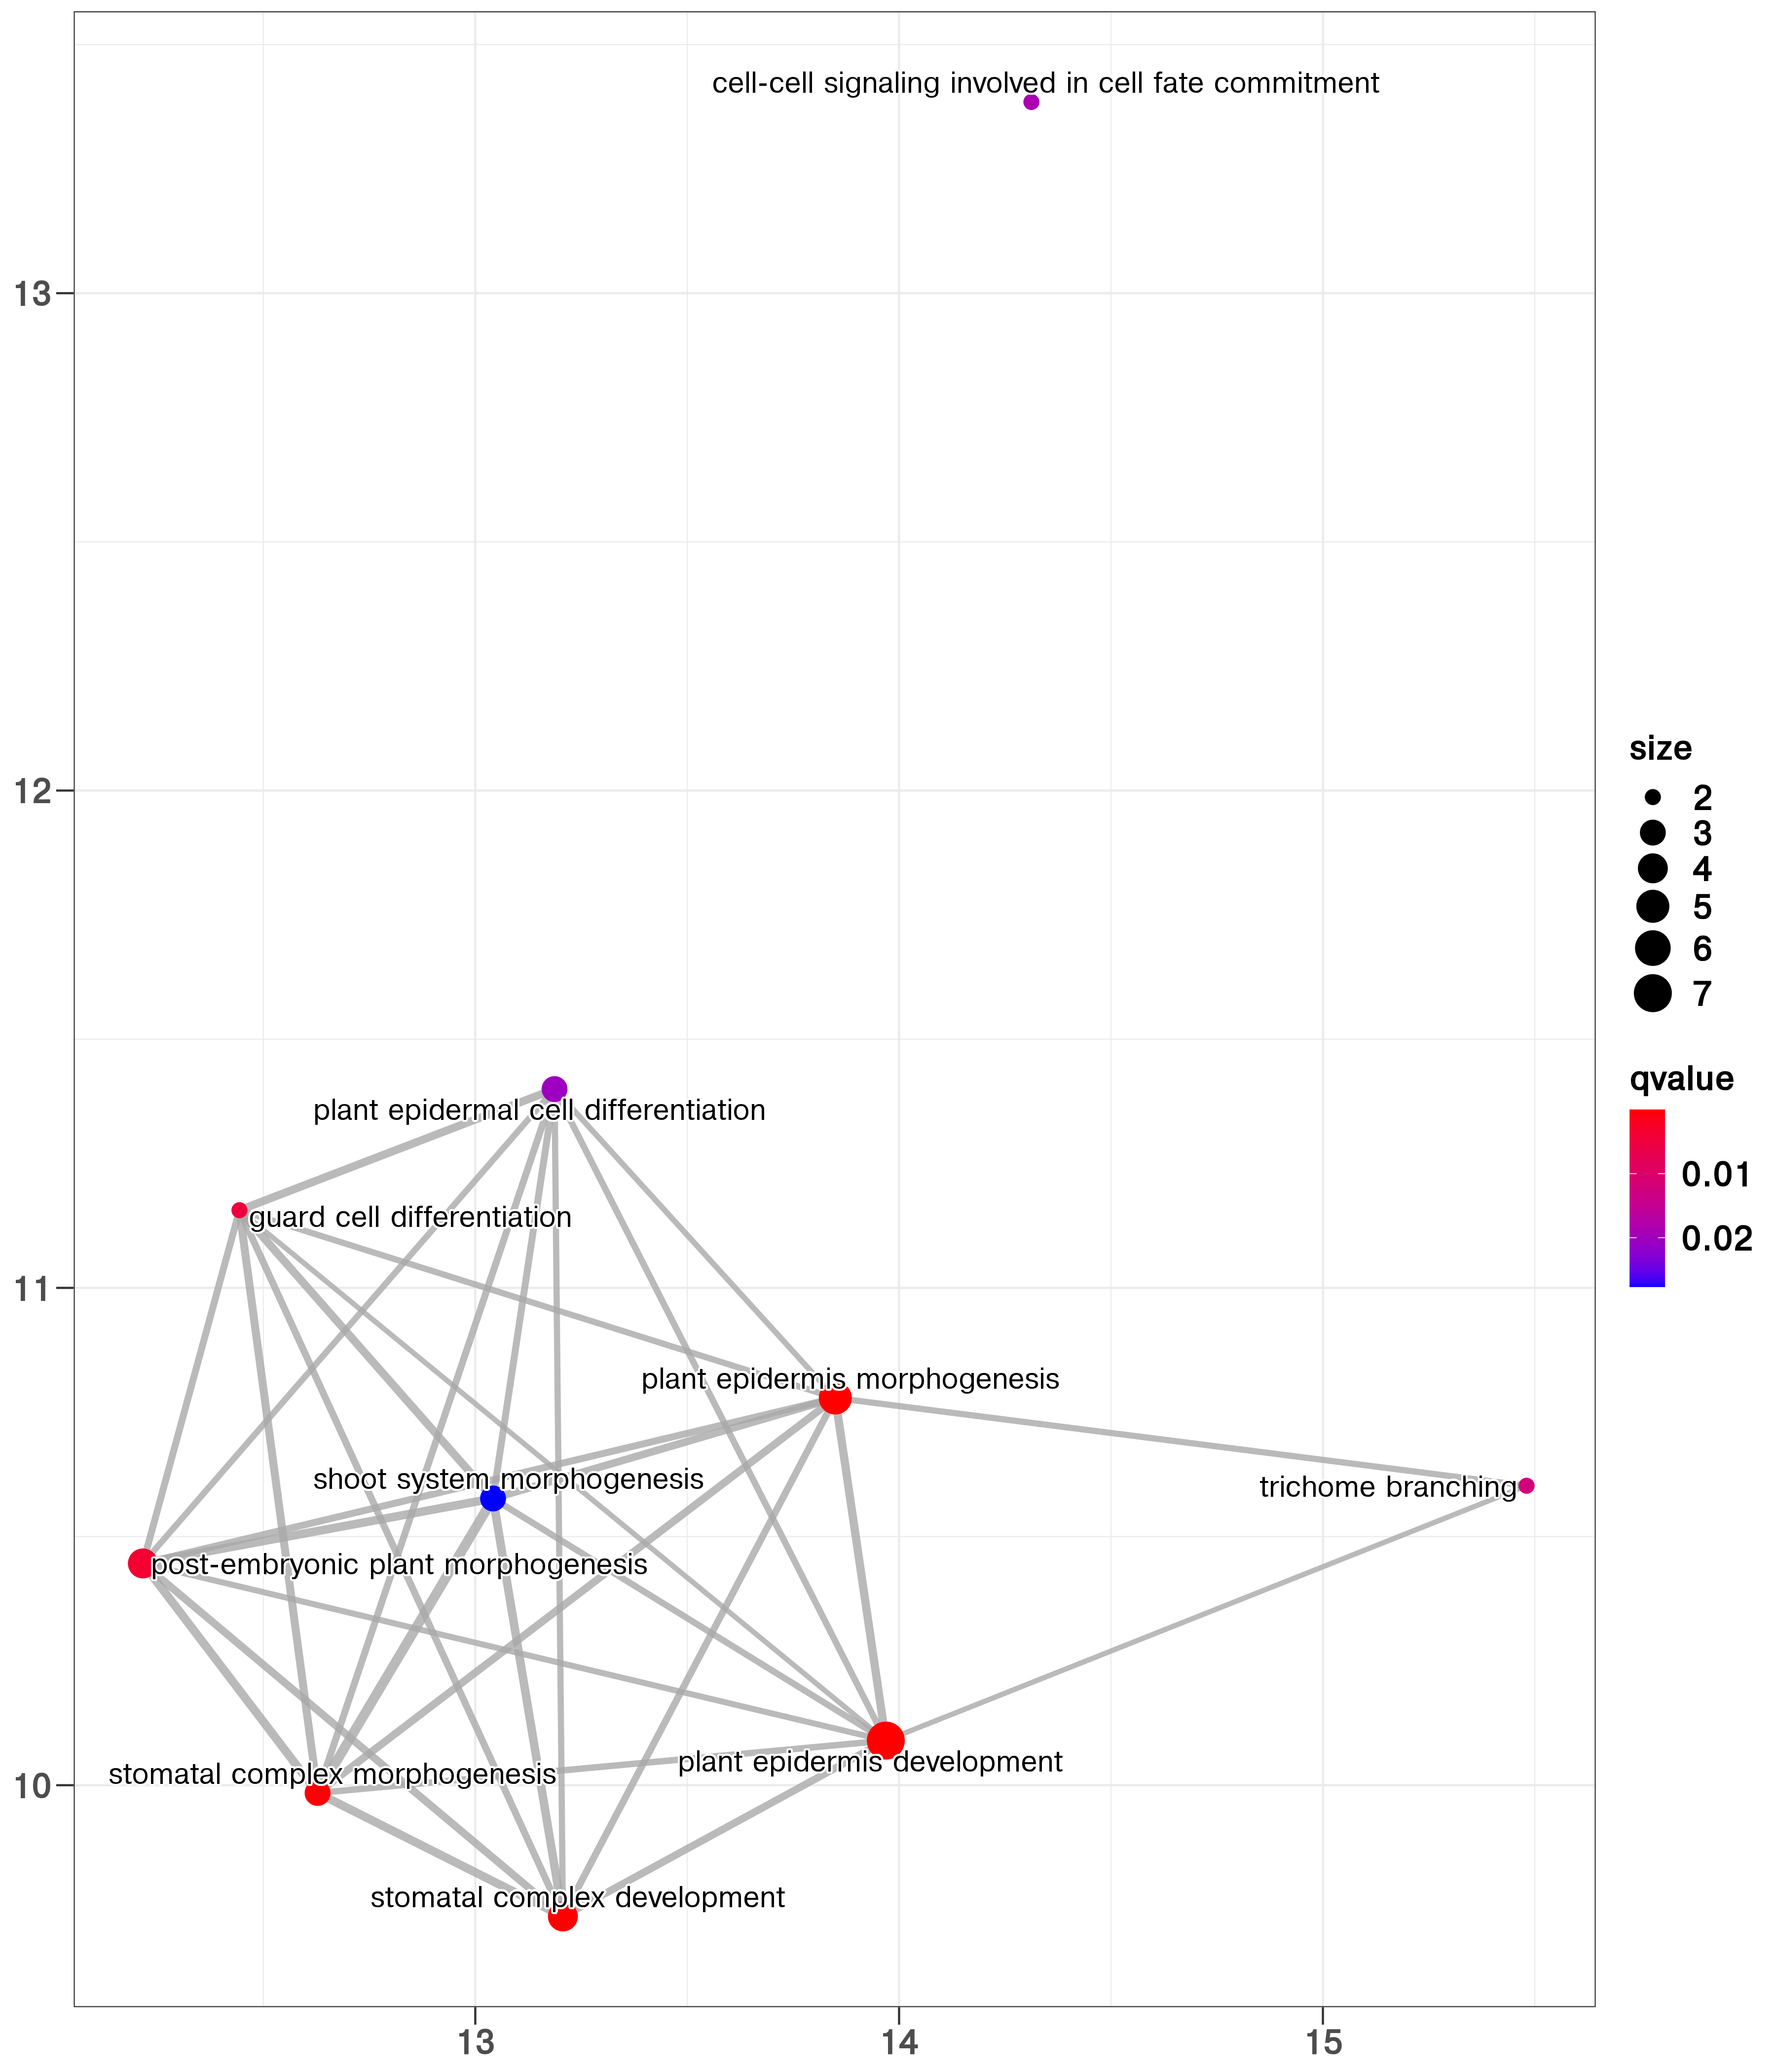 cell-cell signaling involved in cell fate commitment
13
12
size
2
3
4
5
6
7
qvalue
0.01
0.02
plant epidermal cell differentiation
guard cell differentiation
11
plant epidermis morphogenesis
shoot system morphogenesis
trichome branching
post-embryonic plant morphogenesis
plant epidermis development
stomatal complex morphogenesis
10
stomatal complex development
13
14
15